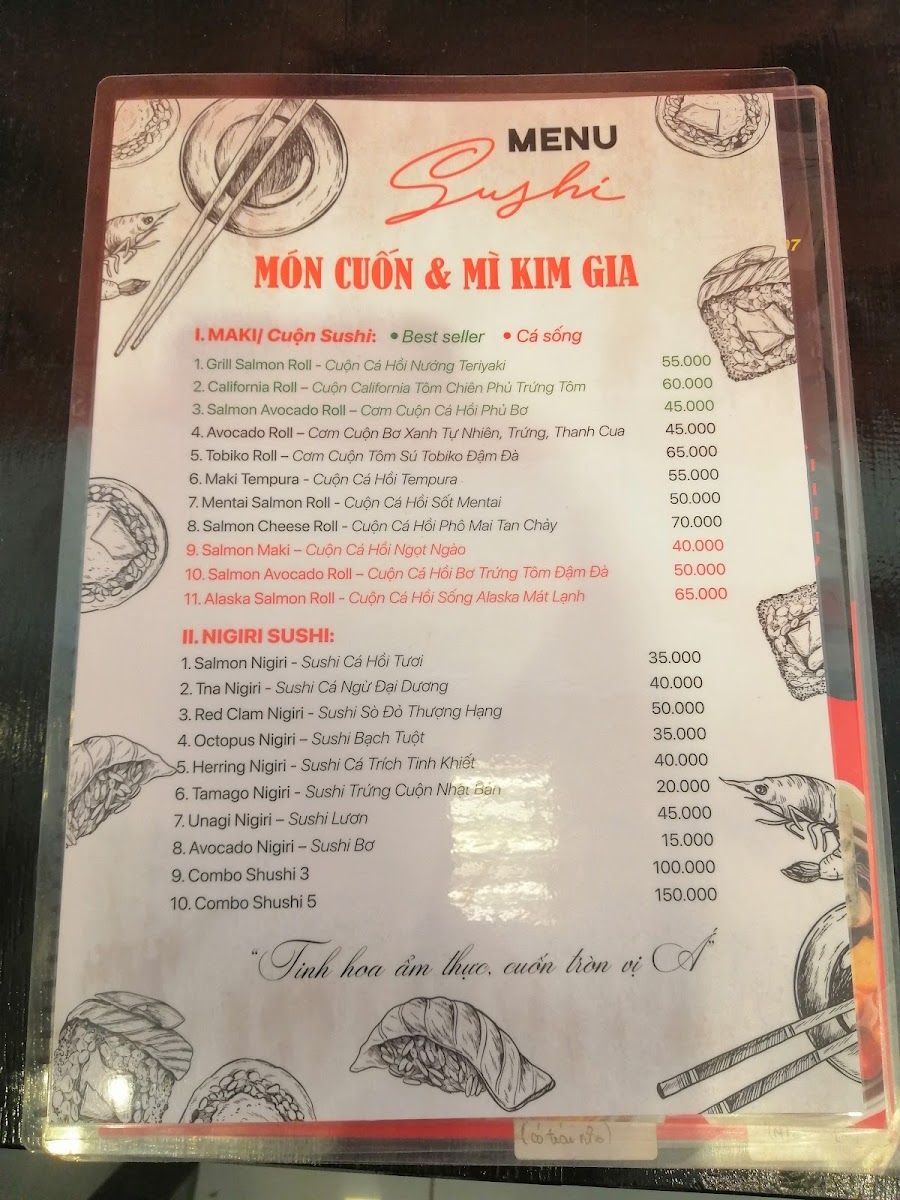 MENU
Sushi
MÓN CUỐN & MÌ KIM GIA
I. MAKI/ Cuộn Sushi: • Best seller • Cá sống
1. Grill Salmon Roll - Cuộn Cá Hồi Nướng Teriyaki 55.000
2. California Roll – Cuộn California Tôm Chiên Phủ Trứng Tôm 60.000
3. Salmon Avocado Roll – Cơm Cuộn Cá Hồi Phủ Bơ 45.000
4. Avocado Roll – Cơm Cuộn Bơ Xanh Tự Nhiên, Trứng, Thanh Cua 45.000
5. Tobiko Roll – Cơm Cuộn Tôm Sú Tobiko Đậm Đà 65.000
6. Maki Tempura - Cuộn Cá Hồi Tempura 55.000
7. Mentai Salmon Roll - Cuộn Cá Hồi Sốt Mentai 50.000
8. Salmon Cheese Roll - Cuộn Cá Hồi Phô Mai Tan Chảy 70.000
9. Salmon Maki – Cuộn Cá Hồi Ngọt Ngào 40.000
10. Salmon Avocado Roll – Cuộn Cá Hồi Bơ Trứng Tôm Đậm Đà 50.000
11. Alaska Salmon Roll - Cuộn Cá Hồi Sống Alaska Mát Lạnh 65.000
II. NIGIRI SUSHI:
1. Salmon Nigiri - Sushi Cá Hồi Tươi 35.000
2. Tna Nigiri - Sushi Cá Ngừ Đại Dương 40.000
3. Red Clam Nigiri - Sushi Sò Đỏ Thượng Hạng 50.000
4. Octopus Nigiri – Sushi Bạch Tuột 35.000
5. Herring Nigiri - Sushi Cá Trích Tinh Khiết 40.000
6. Tamago Nigiri - Sushi Trứng Cuộn Nhật Bản 20.000
7. Unagi Nigiri – Sushi Lươn 45.000
8. Avocado Nigiri – Sushi Bơ 15.000
9. Combo Shushi 3 100.000
10. Combo Shushi 5 150.000
“Tinh hoa ẩm thực, cuốn tròn vị Á”